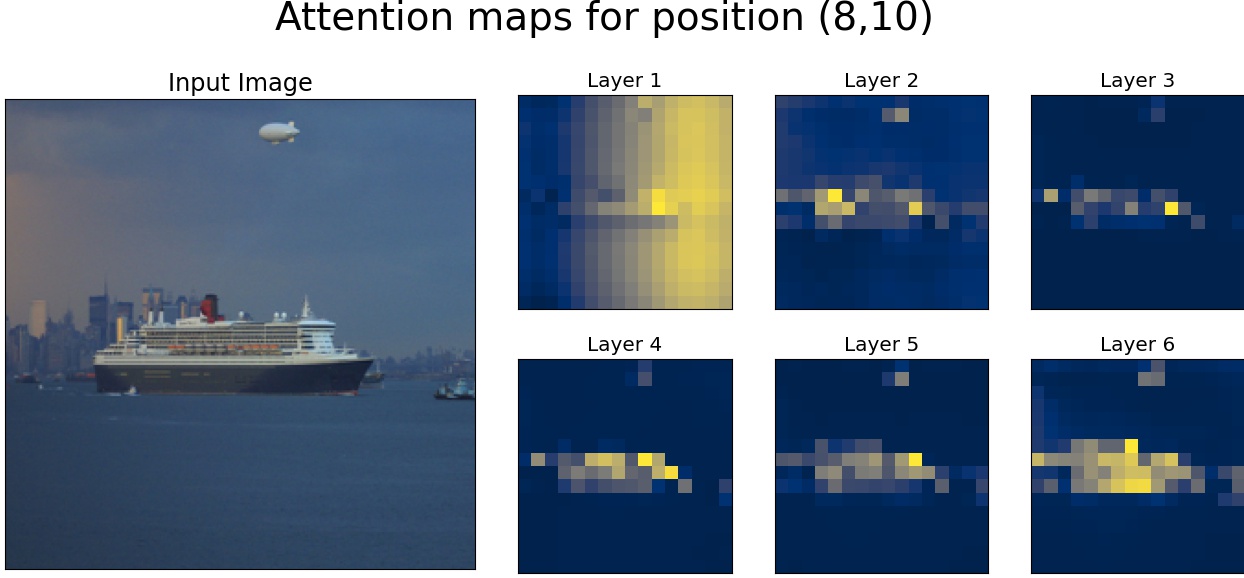 Attention maps for position (8,10)
Input Image
Layer 1
Layer 2
Layer 3
Layer 4
Layer 5
Layer 6